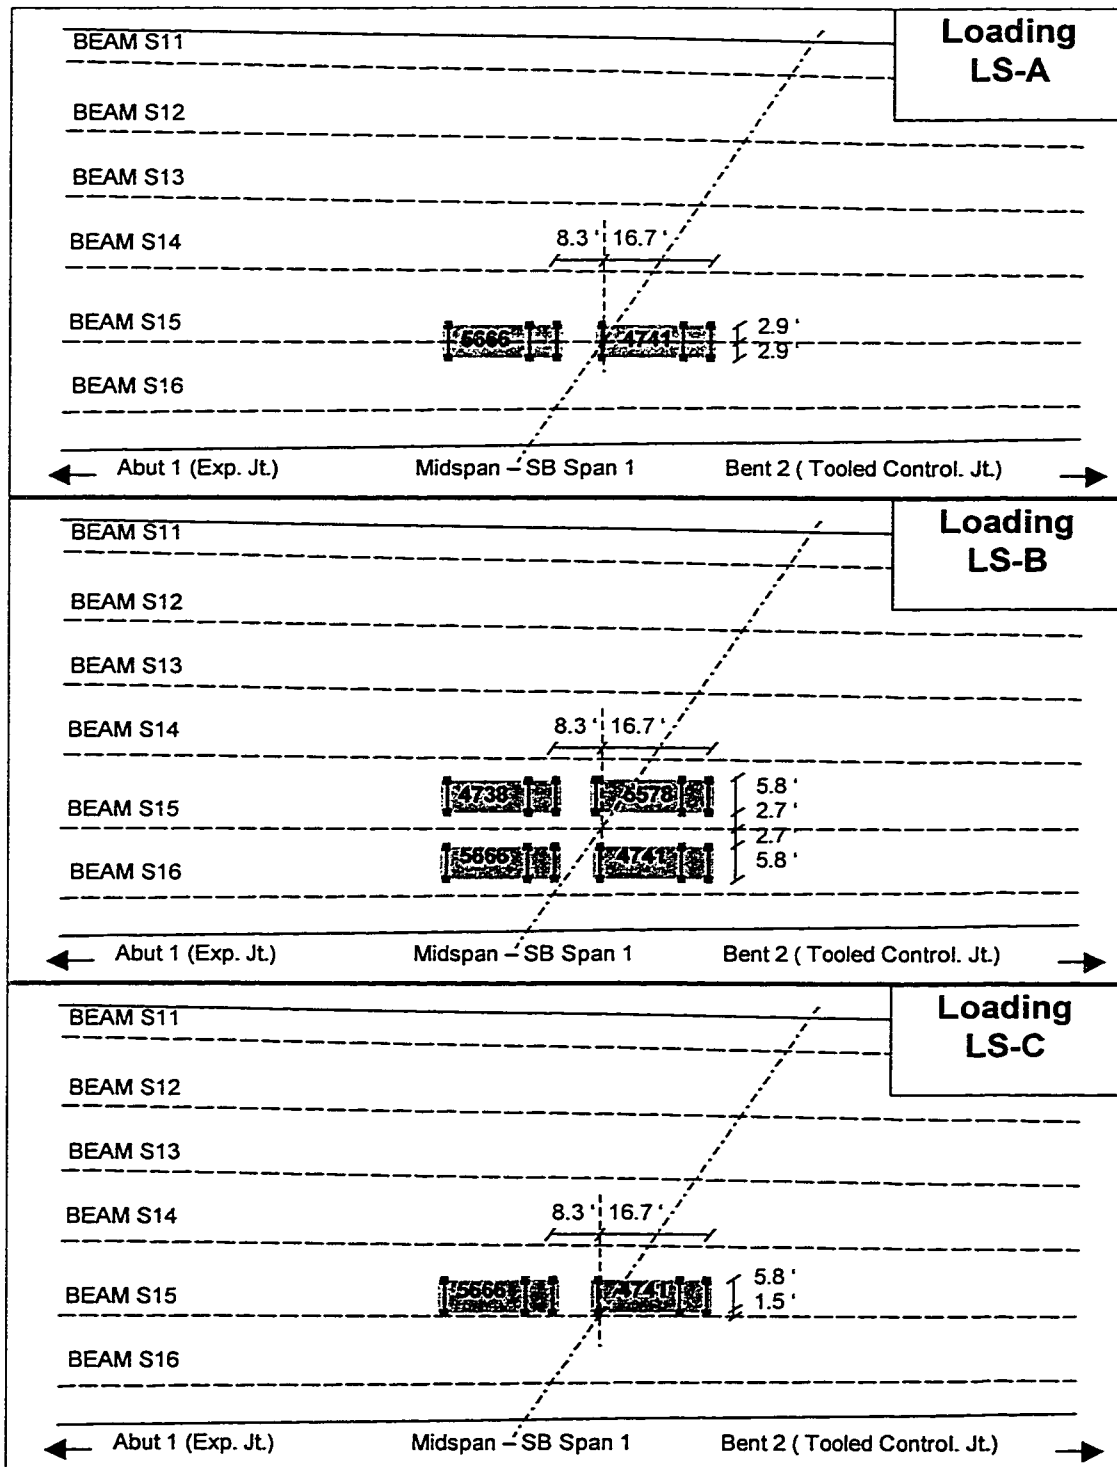 Loading
LS-A
BEAM S11
BEAM S12
BEAM S13
BEAM S14
8.3 ' 16.7 '
BEAM S15
5666 4741
2.9 '
2.9 '
BEAM S16
Abut 1 (Exp. Jt.) Midspan – SB Span 1 Bent 2 ( Tooled Control. Jt.)
Loading
LS-B
BEAM S11
BEAM S12
BEAM S13
BEAM S14
8.3 ' 16.7 '
4738 5578
5.8 '
BEAM S15
2.7 '
2.7 '
5666 4741
5.8 '
BEAM S16
Abut 1 (Exp. Jt.) Midspan – SB Span 1 Bent 2 ( Tooled Control. Jt.)
Loading
LS-C
BEAM S11
BEAM S12
BEAM S13
BEAM S14
8.3 ' 16.7 '
5666 4741
5.8 '
BEAM S15
1.5 '
BEAM S16
Abut 1 (Exp. Jt.) Midspan – SB Span 1 Bent 2 ( Tooled Control. Jt.)